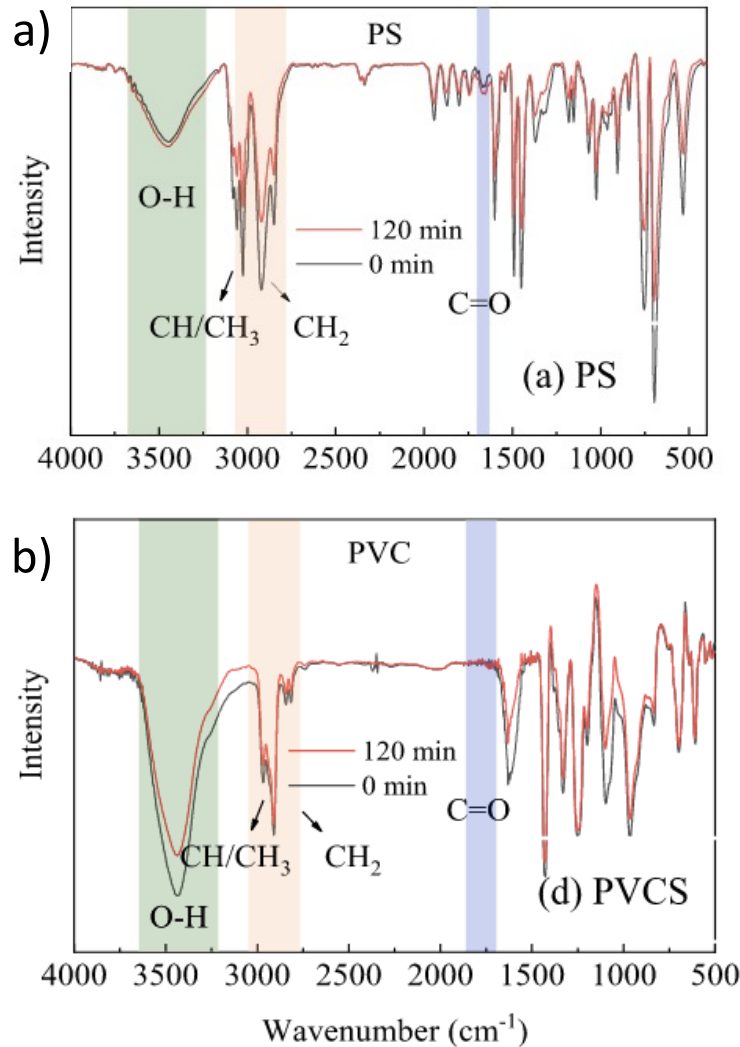 a)
PS
Intensity
O-H
120 min
0 min
CH/CH₃
CH₂
C=O
(a) PS
4000 3500 3000 2500 2000 1500 1000 500
b)
PVC
Intensity
120 min
0 min
C=O
CH/CH₃
CH₂
(d) PVCS
O-H
4000 3500 3000 2500 2000 1500 1000 500
Wavenumber (cm⁻¹)